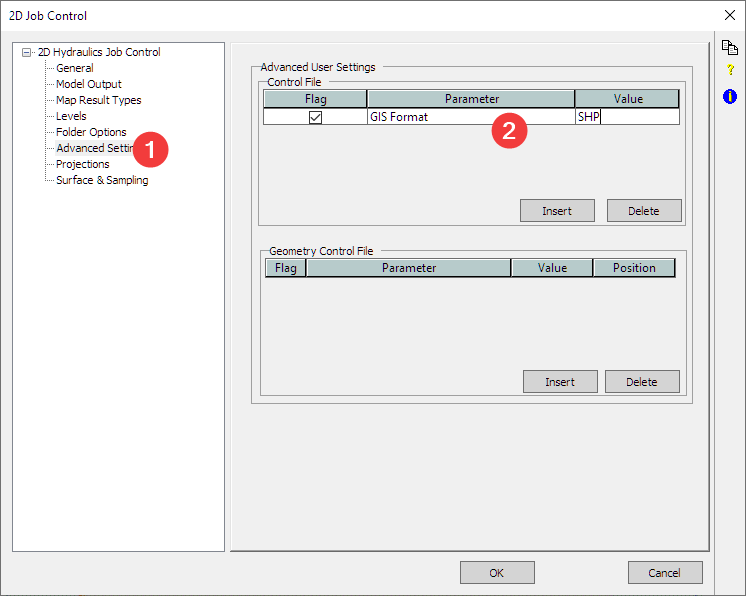 2D Job Control
2D Hydraulics Job Control
General
Model Output
Map Result Types
Levels
Folder Options
Advanced
Projections
Surface & Sampling
1
Advanced User Settings
Control File
Flag Parameter Value
GIS Format SHP
2
Insert Delete
Geometry Control File
Flag Parameter Value Position
Insert Delete
OK Cancel
?
i